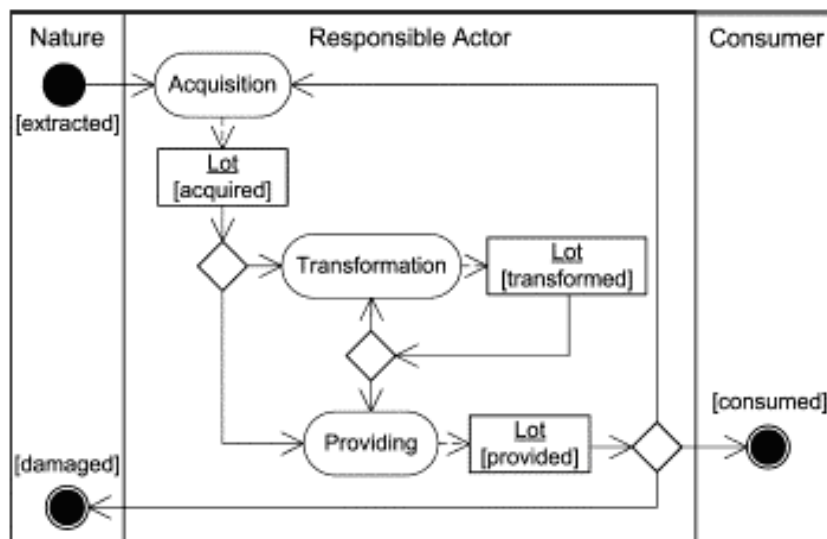 Nature
Responsible Actor
Consumer
Acquisition
[extracted]
Lot
[acquired]
Transformation
Lot
[transformed]
[consumed]
Providing
Lot
[provided]
[damaged]